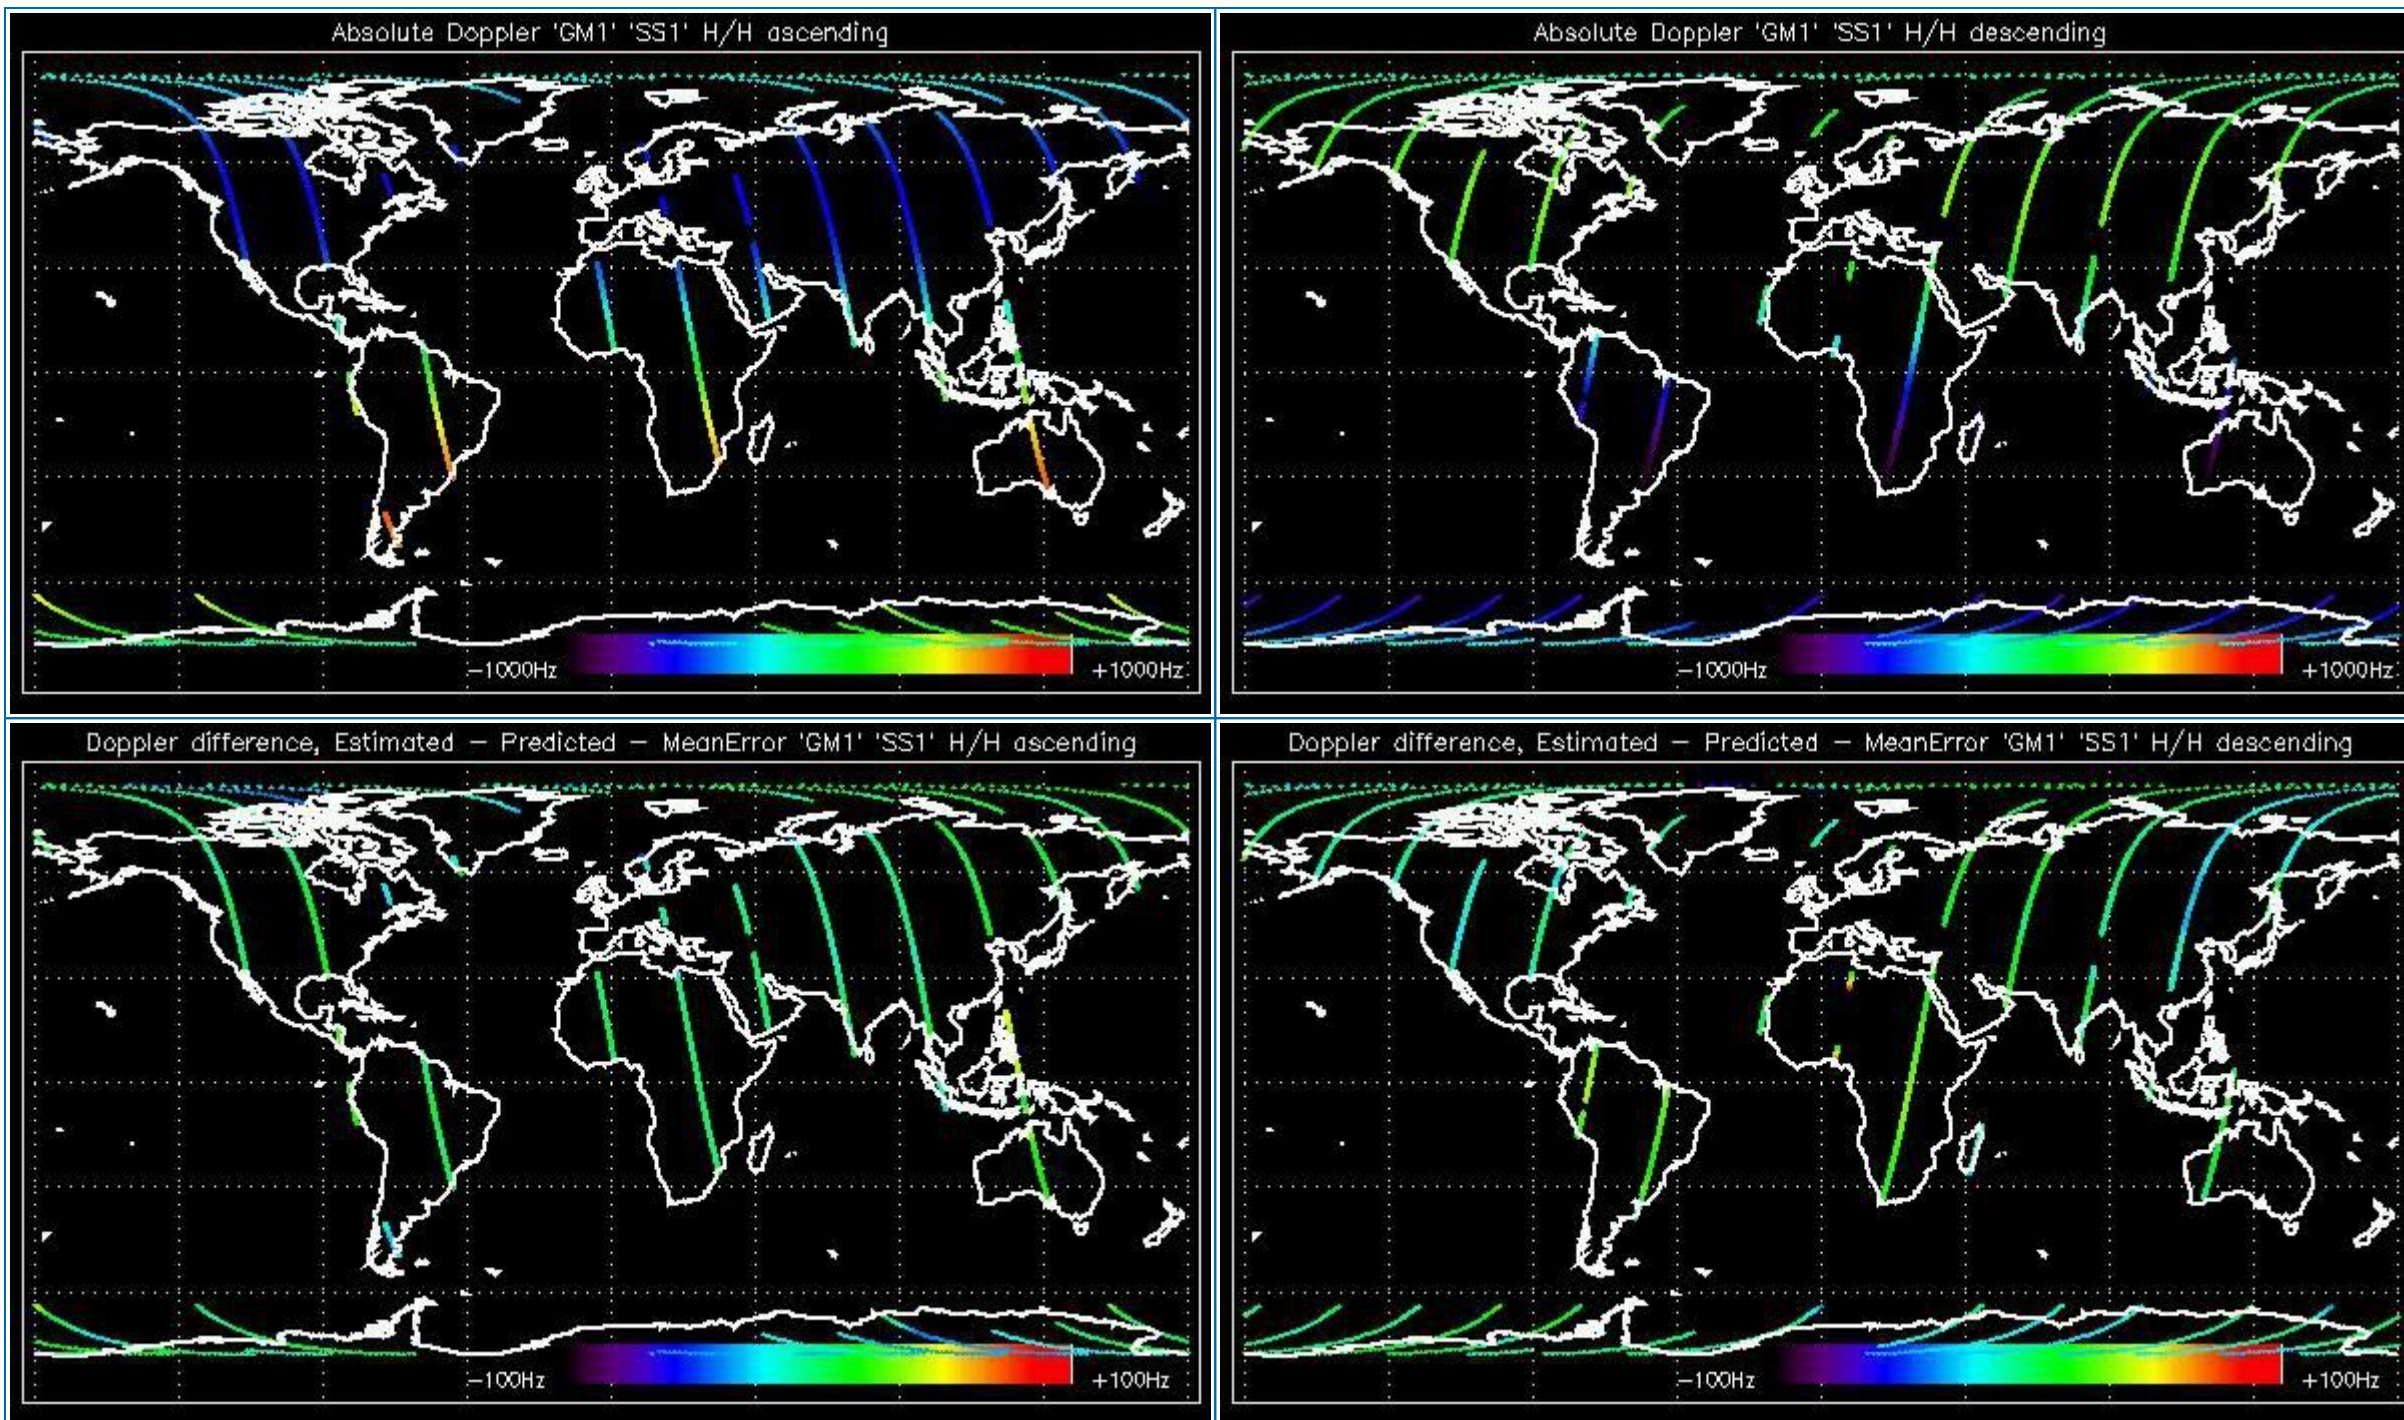 Absolute Doppler 'GM1' 'SS1' H/H ascending
−1000Hz
+1000Hz
Absolute Doppler 'GM1' 'SS1' H/H descending
−1000Hz
+1000Hz
Doppler difference, Estimated − Predicted − MeanError 'GM1' 'SS1' H/H ascending
−100Hz
+100Hz
Doppler difference, Estimated − Predicted − MeanError 'GM1' 'SS1' H/H descending
−100Hz
+100Hz